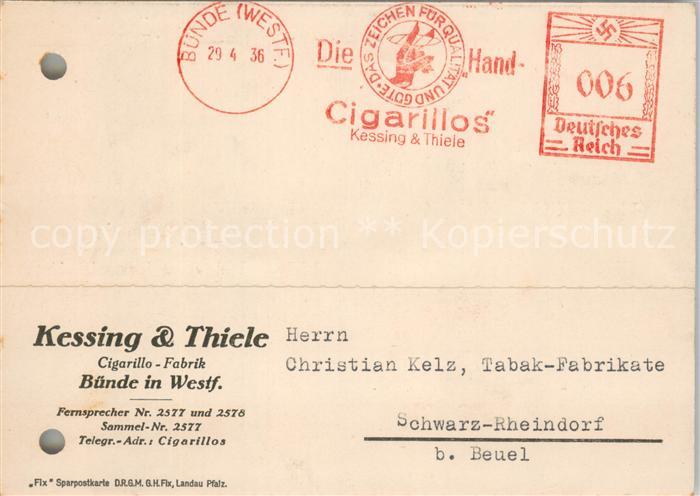 BÜNDE (WESTF.)
29 4 36
Die „Hand-
DAS ZEICHEN FÜR QUALITÄT UND GÜTE
Cigarillos"
Kessing & Thiele
006
Deutsches
Reich
copy protection ** Kopierschutz
Kessing & Thiele
Cigarillo - Fabrik
Bünde in Westf.
Fernsprecher Nr. 2577 und 2578
Sammel-Nr. 2577
Telegr.-Adr.: Cigarillos
Herrn
Christian Kelz, Tabak-Fabrikate
Schwarz-Rheindorf
b. Beuel
„Fix" Sparpostkarte D.R.G.M. G.H.Fix, Landau Pfalz.